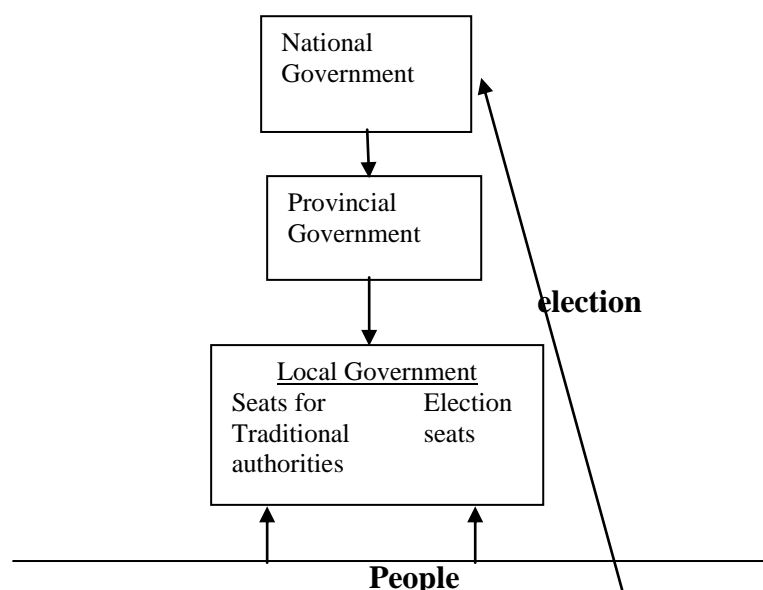 National
Government
Provincial
Government
election
Local Government
Seats for
Traditional
authorities
Election
seats
People